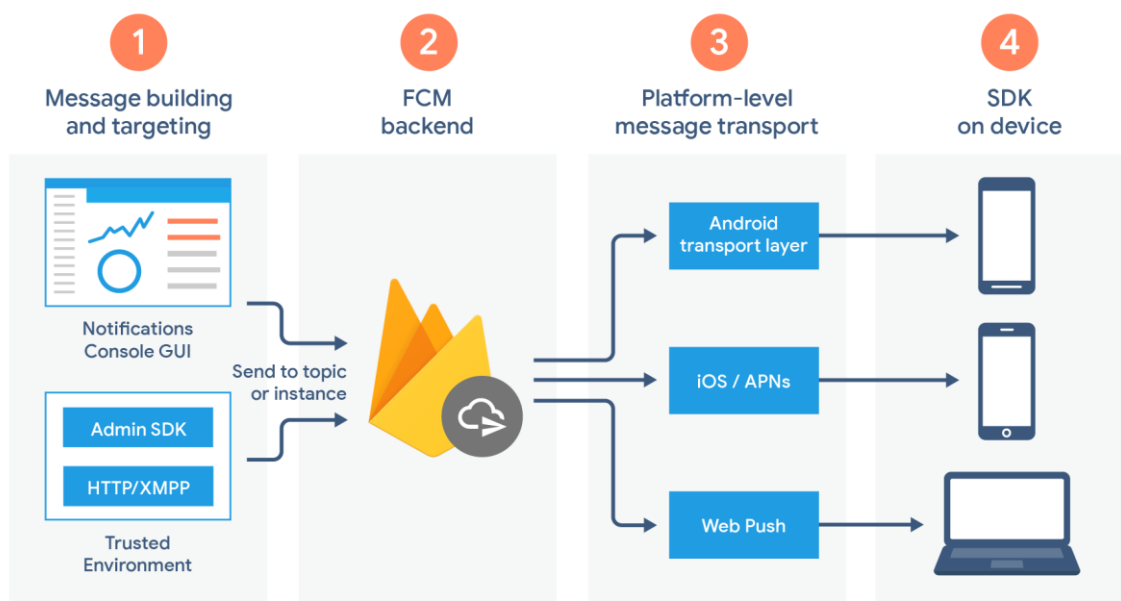 1
Message building
and targeting
2
FCM
backend
3
Platform-level
message transport
4
SDK
on device
Notifications
Console GUI
Send to topic
or instance
Admin SDK
HTTP/XMPP
Trusted
Environment
Android
transport layer
iOS / APNs
Web Push